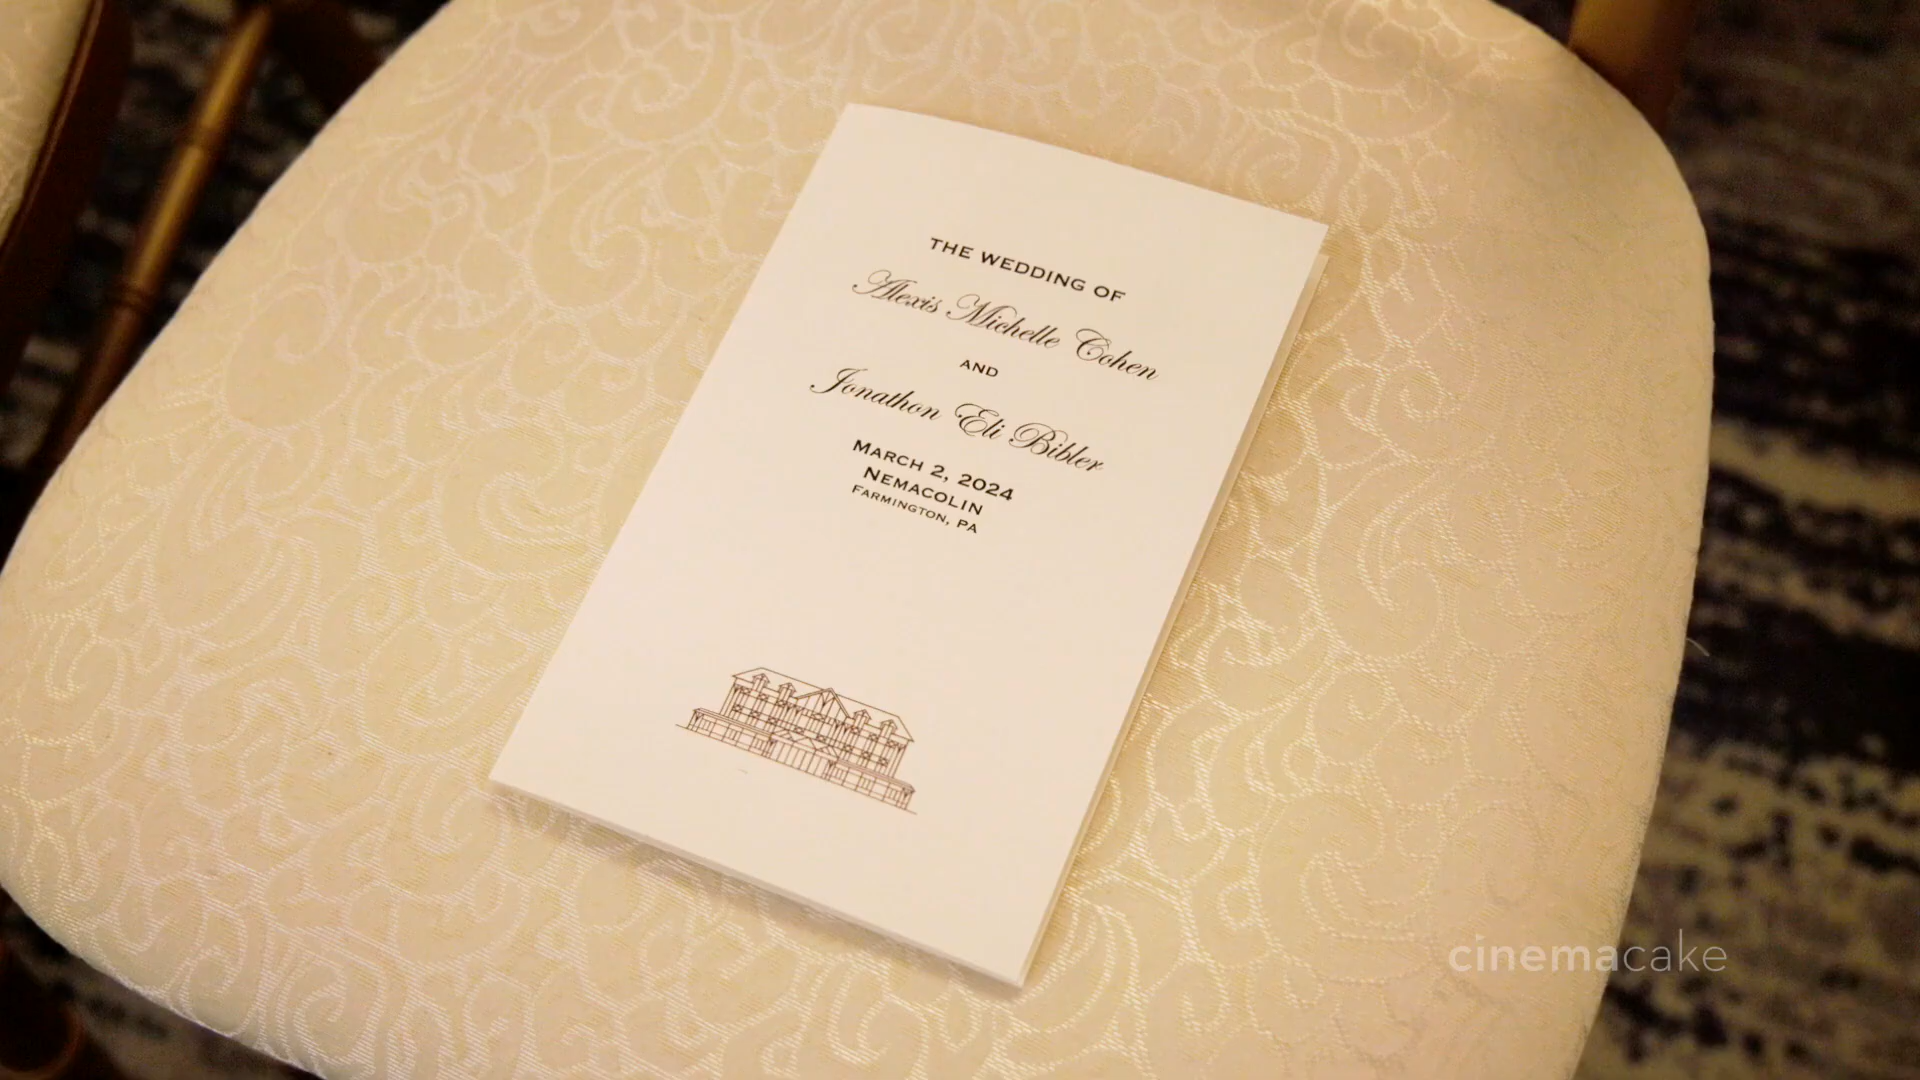 THE WEDDING OF
Alexis Michelle Cohen
AND
Jonathon Eli Bibler
MARCH 2, 2024
NEMACOLIN
FARMINGTON, PA
cinemacake